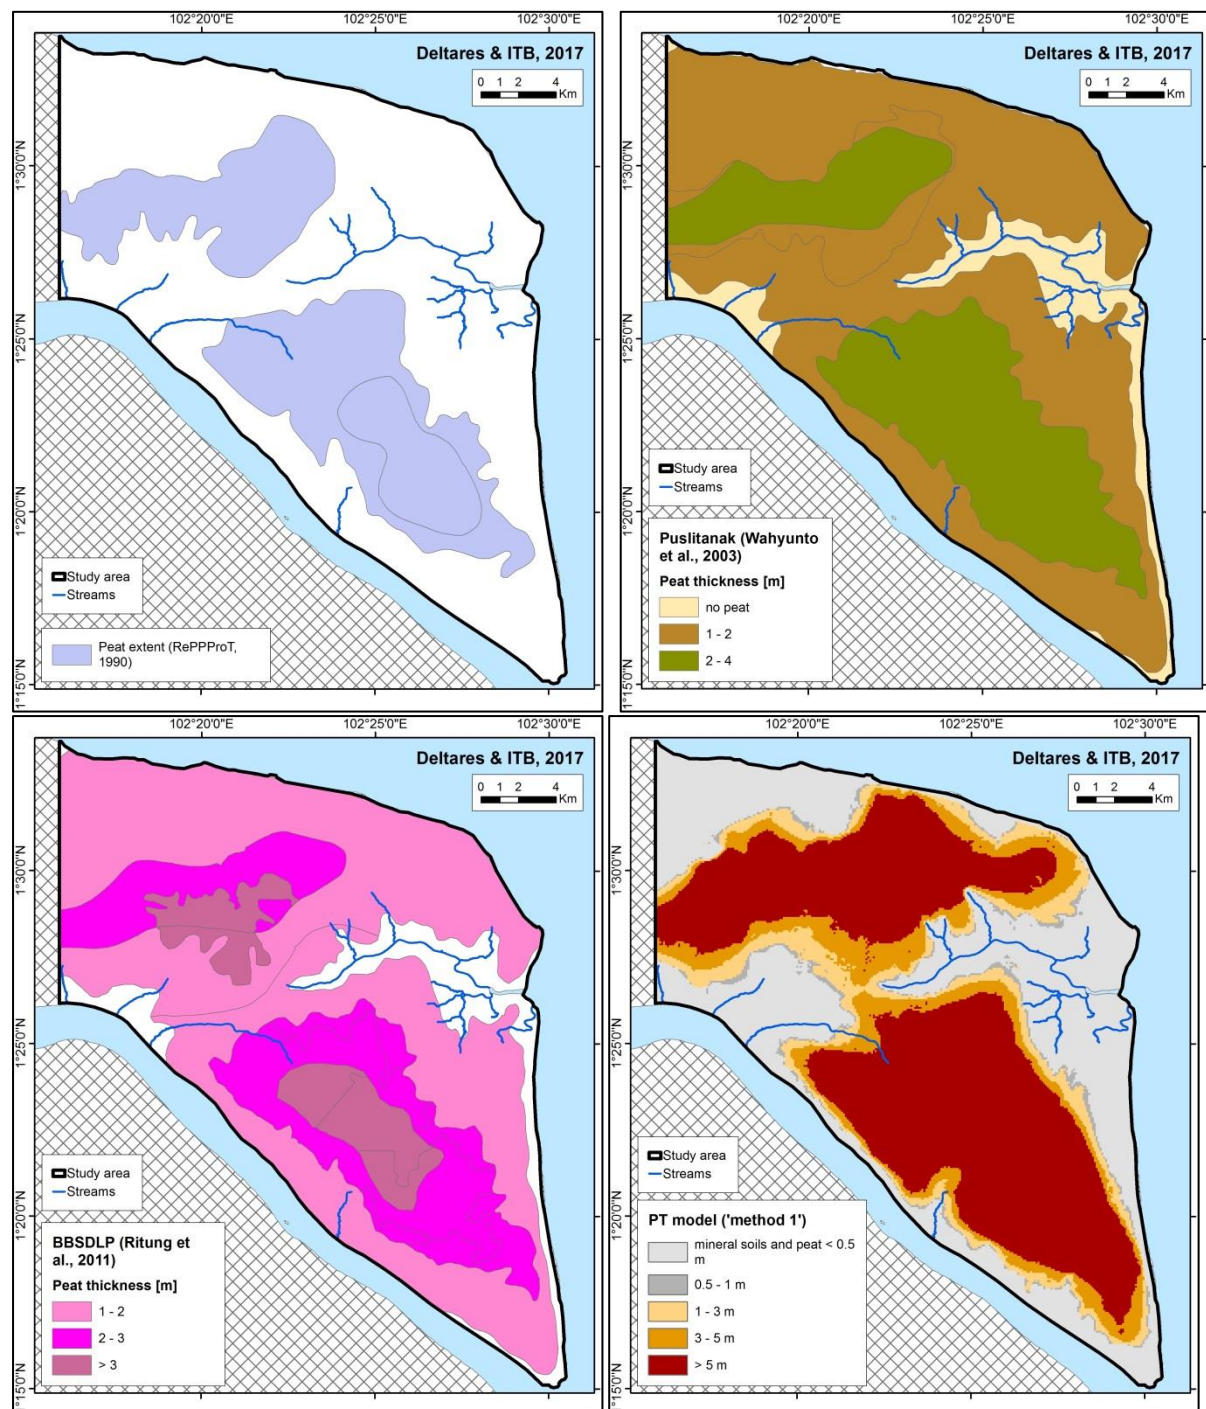 102°20'0"E 102°25'0"E 102°30'0"E
Deltares & ITB, 2017
0 1 2 4
Km
1°30'0"N
1°25'0"N
1°20'0"N
1°15'0"N
Study area
Streams
Peat extent (RePPProT,
1990)
102°20'0"E 102°25'0"E 102°30'0"E
Deltares & ITB, 2017
0 1 2 4
Km
1°30'0"N
1°25'0"N
1°20'0"N
1°15'0"N
Study area
Streams
Puslitanak (Wahyunto
et al., 2003)
Peat thickness [m]
no peat
1 - 2
2 - 4
102°20'0"E 102°25'0"E 102°30'0"E
Deltares & ITB, 2017
0 1 2 4
Km
1°30'0"N
1°25'0"N
1°20'0"N
1°15'0"N
Study area
Streams
BBSDLP (Ritung et
al., 2011)
Peat thickness [m]
1 - 2
2 - 3
> 3
102°20'0"E 102°25'0"E 102°30'0"E
Deltares & ITB, 2017
0 1 2 4
Km
1°30'0"N
1°25'0"N
1°20'0"N
1°15'0"N
Study area
Streams
PT model ('method 1')
mineral soils and peat < 0.5
m
0.5 - 1 m
1 - 3 m
3 - 5 m
> 5 m